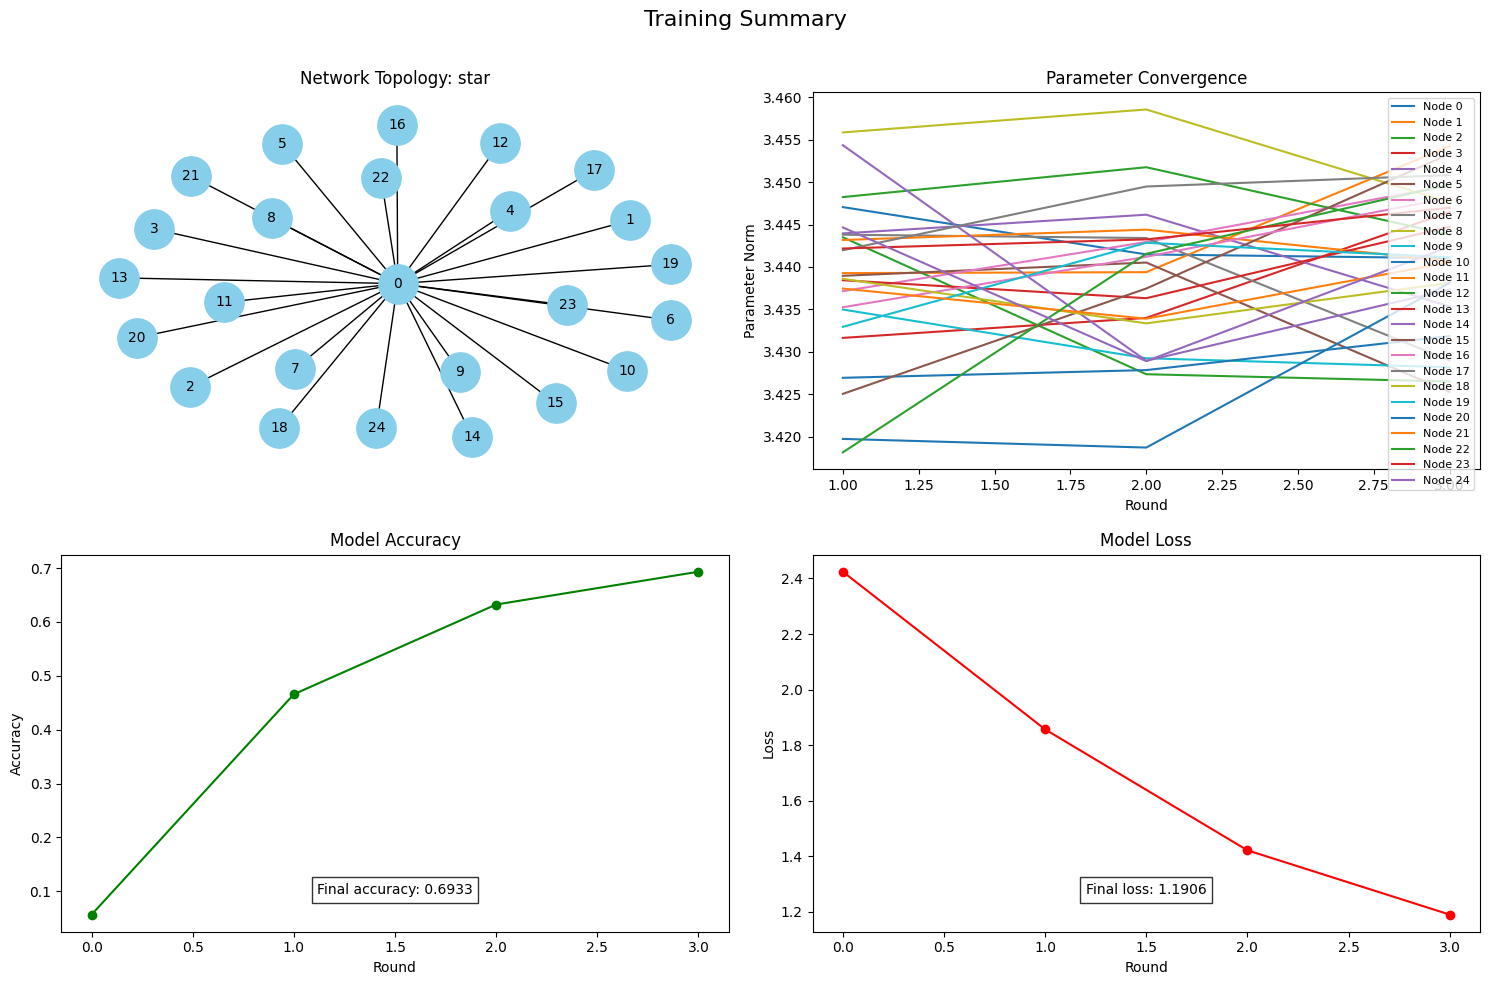 Training Summary
Network Topology: star
16
5
12
22
17
21
4
8
1
3
19
13
0
11
23
6
20
7
9
10
2
15
18
24
14
Parameter Convergence
Parameter Norm
3.460
3.455
3.450
3.445
3.440
3.435
3.430
3.425
3.420
Node 0
Node 1
Node 2
Node 3
Node 4
Node 5
Node 6
Node 7
Node 8
Node 9
Node 10
Node 11
Node 12
Node 13
Node 14
Node 15
Node 16
Node 17
Node 18
Node 19
Node 20
Node 21
Node 22
Node 23
Node 24
1.00 1.25 1.50 1.75 2.00 2.25 2.50 2.75 3.00
Round
Model Accuracy
Accuracy
0.7
0.6
0.5
0.4
0.3
0.2
0.1
Final accuracy: 0.6933
0.0 0.5 1.0 1.5 2.0 2.5 3.0
Round
Model Loss
Loss
2.4
2.2
2.0
1.8
1.6
1.4
1.2
Final loss: 1.1906
0.0 0.5 1.0 1.5 2.0 2.5 3.0
Round